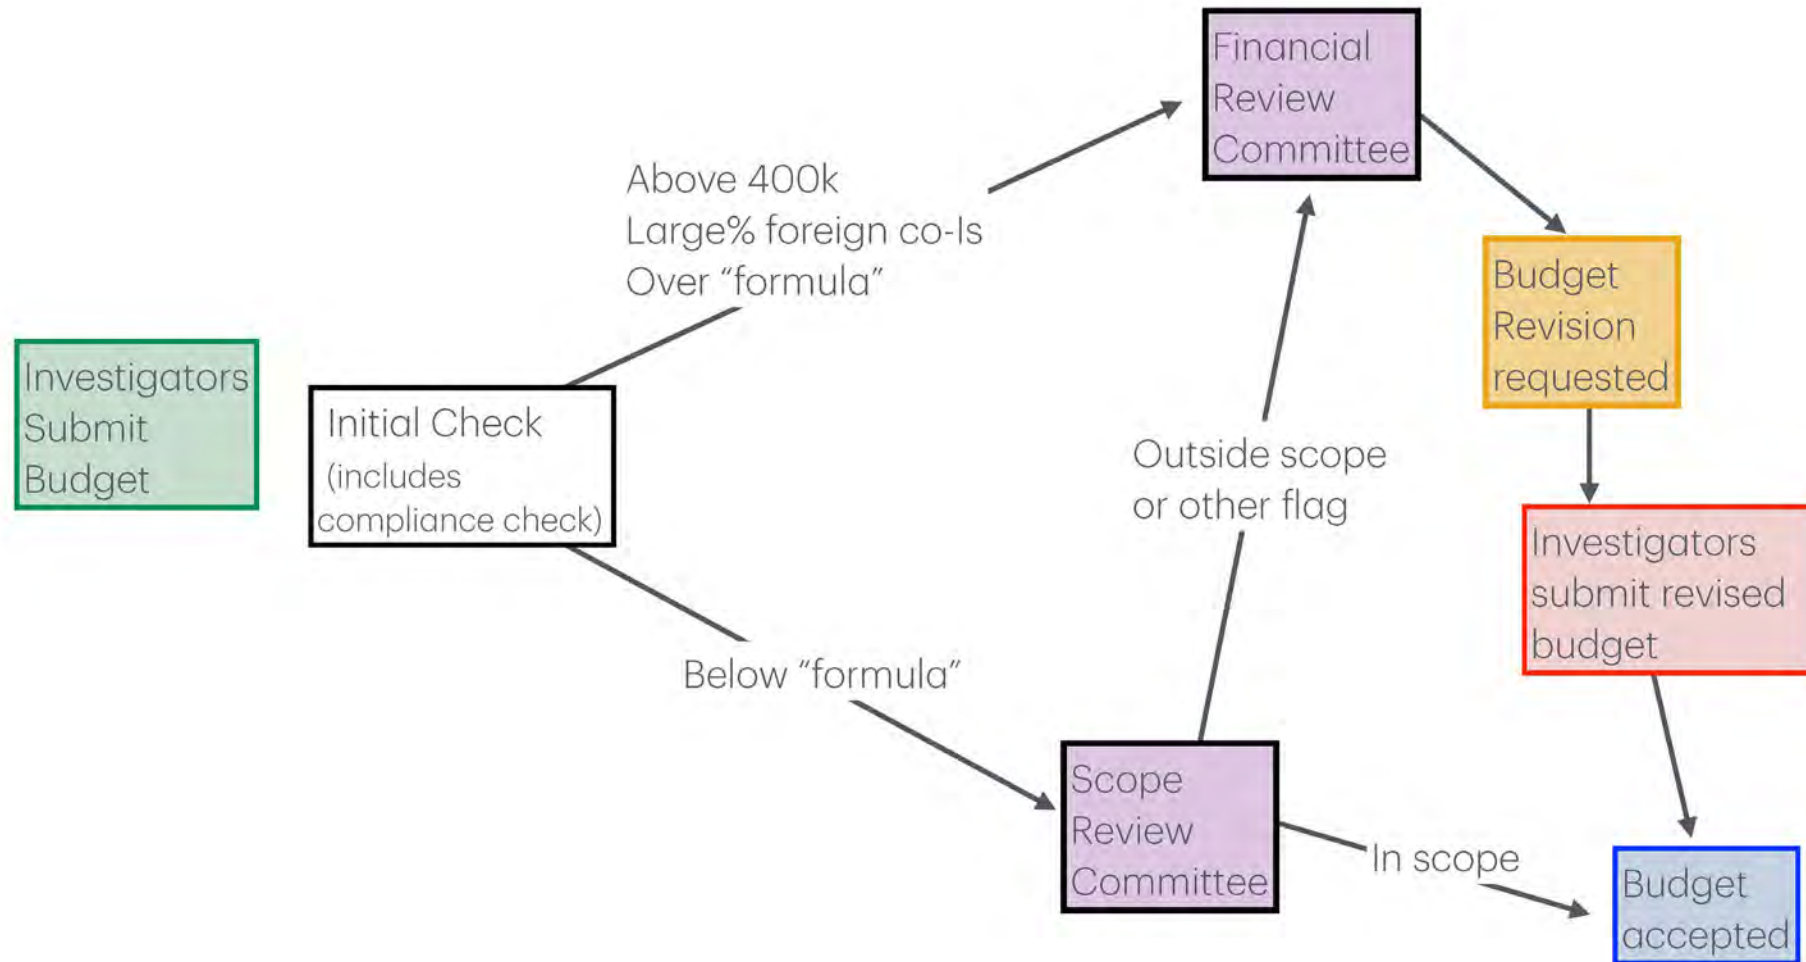 Investigators
Submit
Budget
Initial Check
(includes
compliance check)
Above 400k
Large% foreign co-Is
Over “formula”
Below “formula”
Financial
Review
Committee
Outside scope
or other flag
Scope
Review
Committee
In scope
Budget
Revision
requested
Investigators
submit revised
budget
Budget
accepted